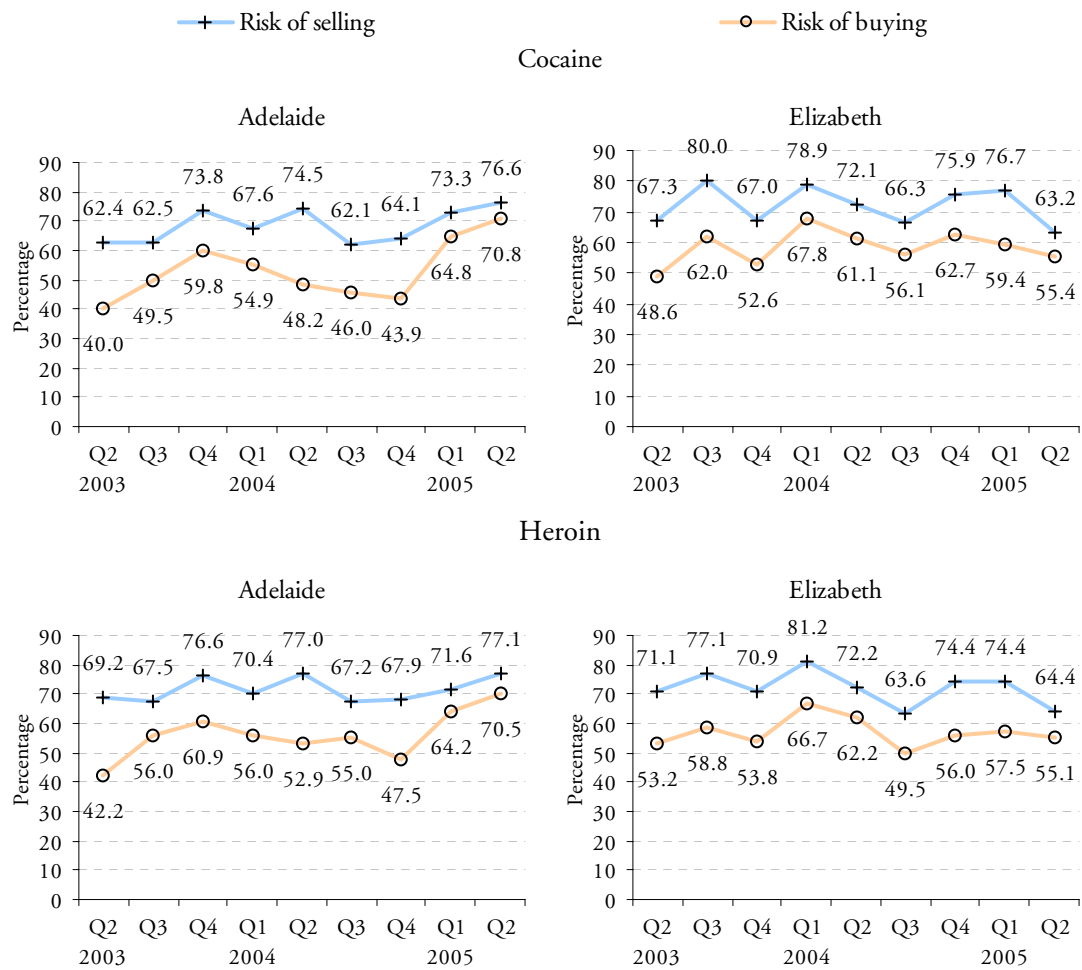 Risk of selling Risk of buying
Cocaine
Adelaide Elizabeth
Percentage
90
80
70
60
50
40
30
20
10
0
62.4 62.5 73.8 67.6 74.5 62.1 64.1 73.3 76.6
40.0 49.5 59.8 54.9 48.2 46.0 43.9 64.8 70.8
Q2 Q3 Q4 Q1 Q2 Q3 Q4 Q1 Q2
2003 2004 2005
Percentage
90
80
70
60
50
40
30
20
10
0
67.3 80.0 67.0 78.9 72.1 66.3 75.9 76.7 63.2
48.6 62.0 52.6 67.8 61.1 56.1 62.7 59.4 55.4
Q2 Q3 Q4 Q1 Q2 Q3 Q4 Q1 Q2
2003 2004 2005
Heroin
Adelaide Elizabeth
Percentage
90
80
70
60
50
40
30
20
10
0
69.2 67.5 76.6 70.4 77.0 67.2 67.9 71.6 77.1
42.2 56.0 60.9 56.0 52.9 55.0 47.5 64.2 70.5
Q2 Q3 Q4 Q1 Q2 Q3 Q4 Q1 Q2
2003 2004 2005
Percentage
90
80
70
60
50
40
30
20
10
0
71.1 77.1 70.9 81.2 72.2 63.6 74.4 74.4 64.4
53.2 58.8 53.8 66.7 62.2 49.5 56.0 57.5 55.1
Q2 Q3 Q4 Q1 Q2 Q3 Q4 Q1 Q2
2003 2004 2005